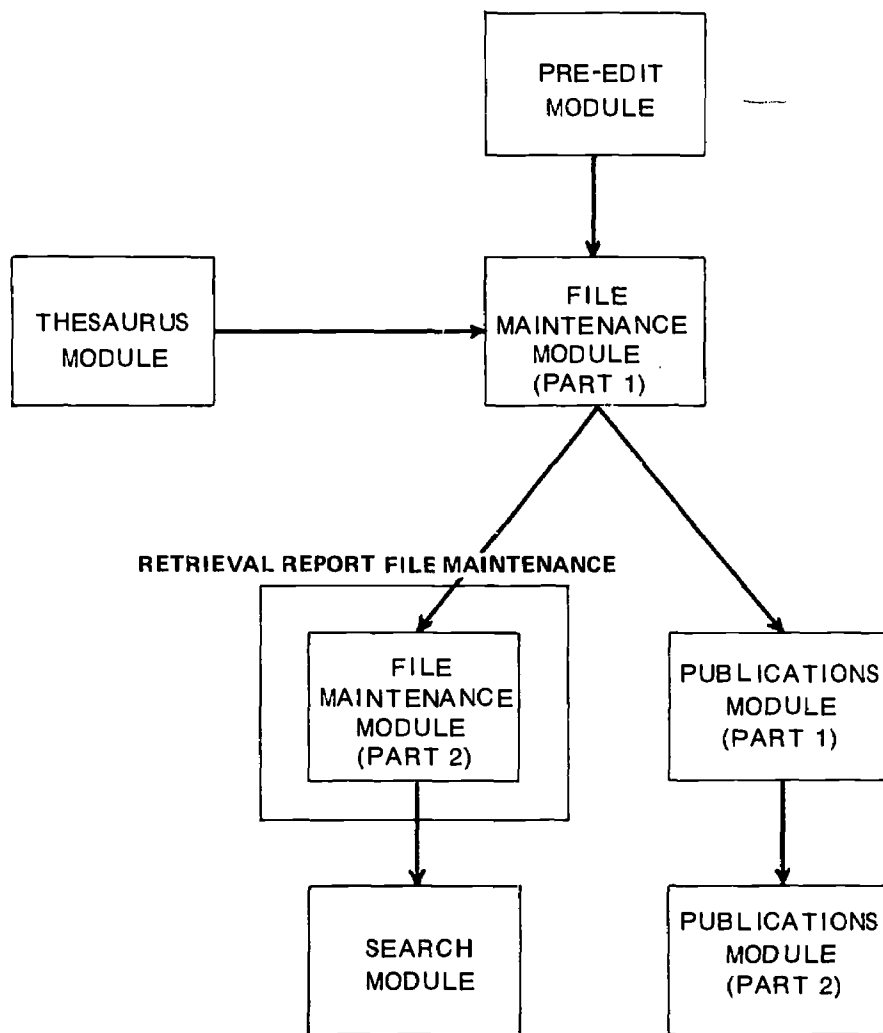 PRE-EDIT
MODULE
THESAURUS
MODULE
FILE
MAINTENANCE
MODULE
(PART 1)
RETRIEVAL REPORT FILE MAINTENANCE
FILE
MAINTENANCE
MODULE
(PART 2)
PUBLICATIONS
MODULE
(PART 1)
SEARCH
MODULE
PUBLICATIONS
MODULE
(PART 2)